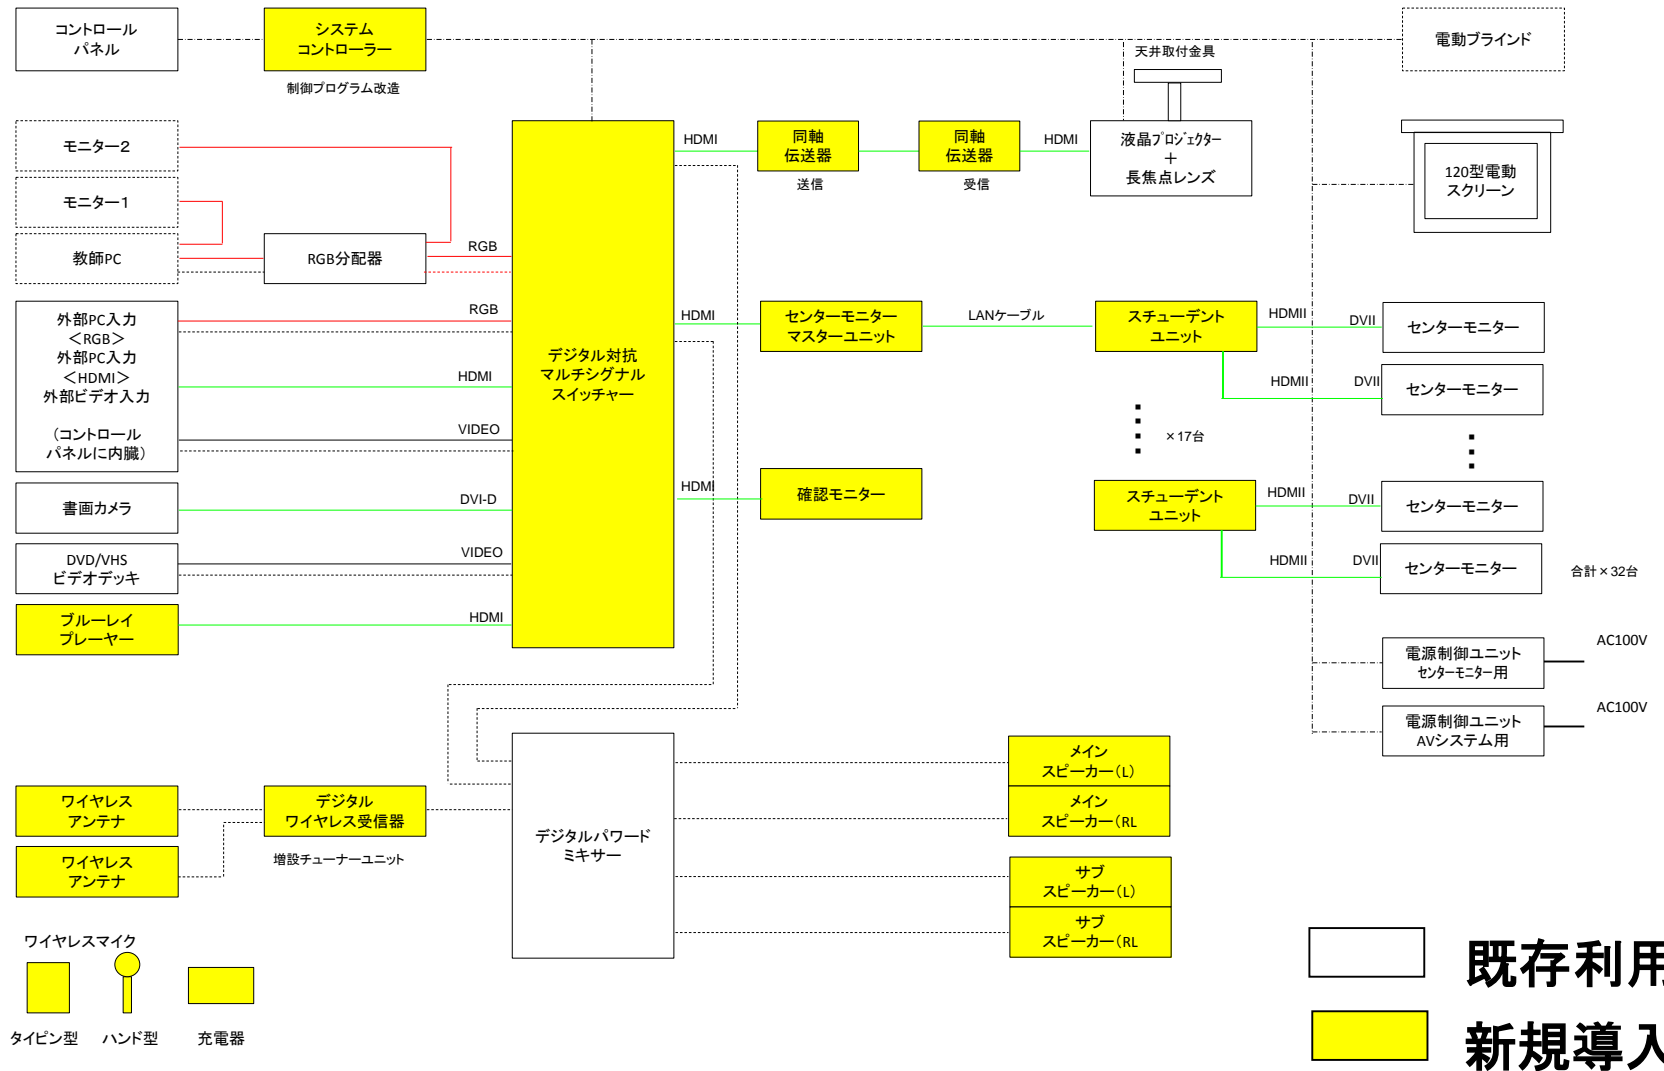 コントロール
パネル
システム
コントローラー
制御プログラム改造
天井取付金具
電動ブラインド
モニター２
モニター１
教師PC
RGB分配器
RGB
外部PC入力
＜RGB＞
外部PC入力
＜HDMI＞
外部ビデオ入力
（コントロール
パネルに内臓）
RGB
HDMI
VIDEO
書画カメラ
DVI-D
DVD/VHS
ビデオデッキ
VIDEO
ブルーレイ
プレーヤー
HDMI
デジタル対抗
マルチシグナル
スイッチャー
HDMI
同軸
伝送器
送信
同軸
伝送器
受信
HDMI
液晶プロジェクター
＋
長焦点レンズ
120型電動
スクリーン
HDMI
センターモニター
マスターユニット
LANケーブル
スチューデント
ユニット
HDMII
DVII
センターモニター
HDMII
DVII
センターモニター
×17台
HDMI
確認モニター
スチューデント
ユニット
HDMII
DVII
センターモニター
HDMII
DVII
センターモニター
合計×32台
電源制御ユニット
センターモニター用
AC100V
電源制御ユニット
AVシステム用
AC100V
ワイヤレス
アンテナ
ワイヤレス
アンテナ
デジタル
ワイヤレス受信器
増設チューナーユニット
デジタルパワード
ミキサー
メイン
スピーカー（L）
メイン
スピーカー（RL
サブ
スピーカー（L）
サブ
スピーカー（RL
ワイヤレスマイク
タイピン型
ハンド型
充電器
既存利用
新規導入